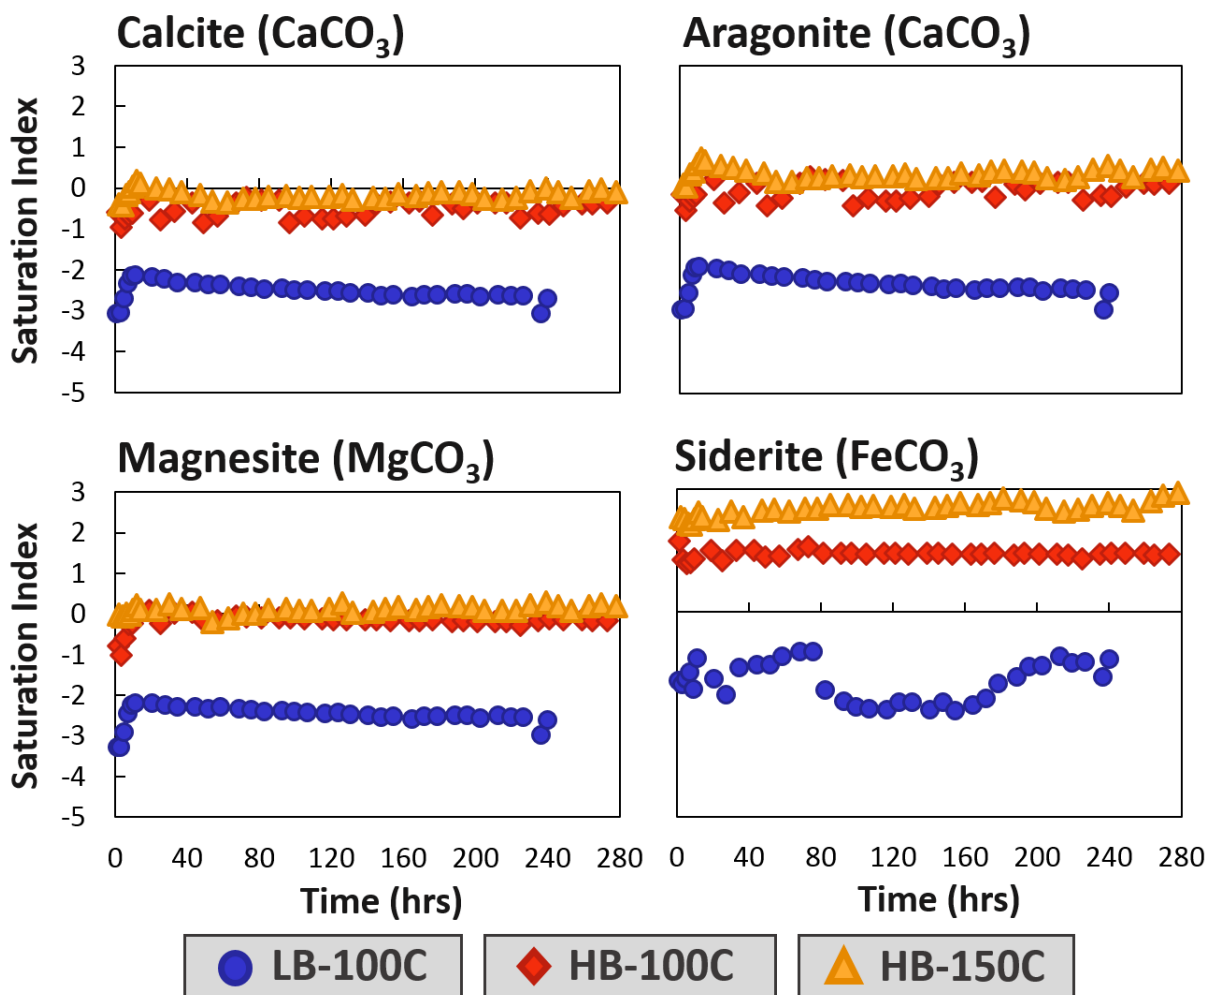 Calcite (CaCO₃)
Aragonite (CaCO₃)
Saturation Index
3
2
1
0
-1
-2
-3
-4
-5
Magnesite (MgCO₃)
Siderite (FeCO₃)
Saturation Index
3
2
1
0
-1
-2
-3
-4
-5
0 40 80 120 160 200 240 280
0 40 80 120 160 200 240 280
Time (hrs)
Time (hrs)
LB-100C
HB-100C
HB-150C